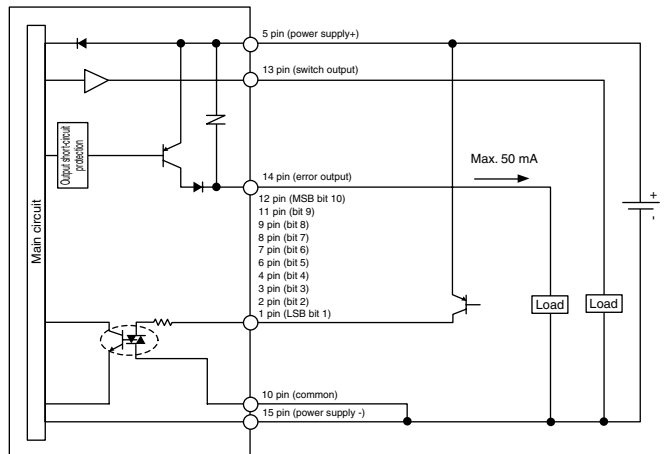 5 pin (power supply+)
13 pin (switch output)
Output short-circuit
protection
Main circuit
Max. 50 mA
14 pin (error output)
12 pin (MSB bit 10)
11 pin (bit 9)
9 pin (bit 8)
8 pin (bit 7)
7 pin (bit 6)
6 pin (bit 5)
4 pin (bit 4)
3 pin (bit 3)
2 pin (bit 2)
1 pin (LSB bit 1)
+
-
Load
Load
10 pin (common)
15 pin (power supply -)